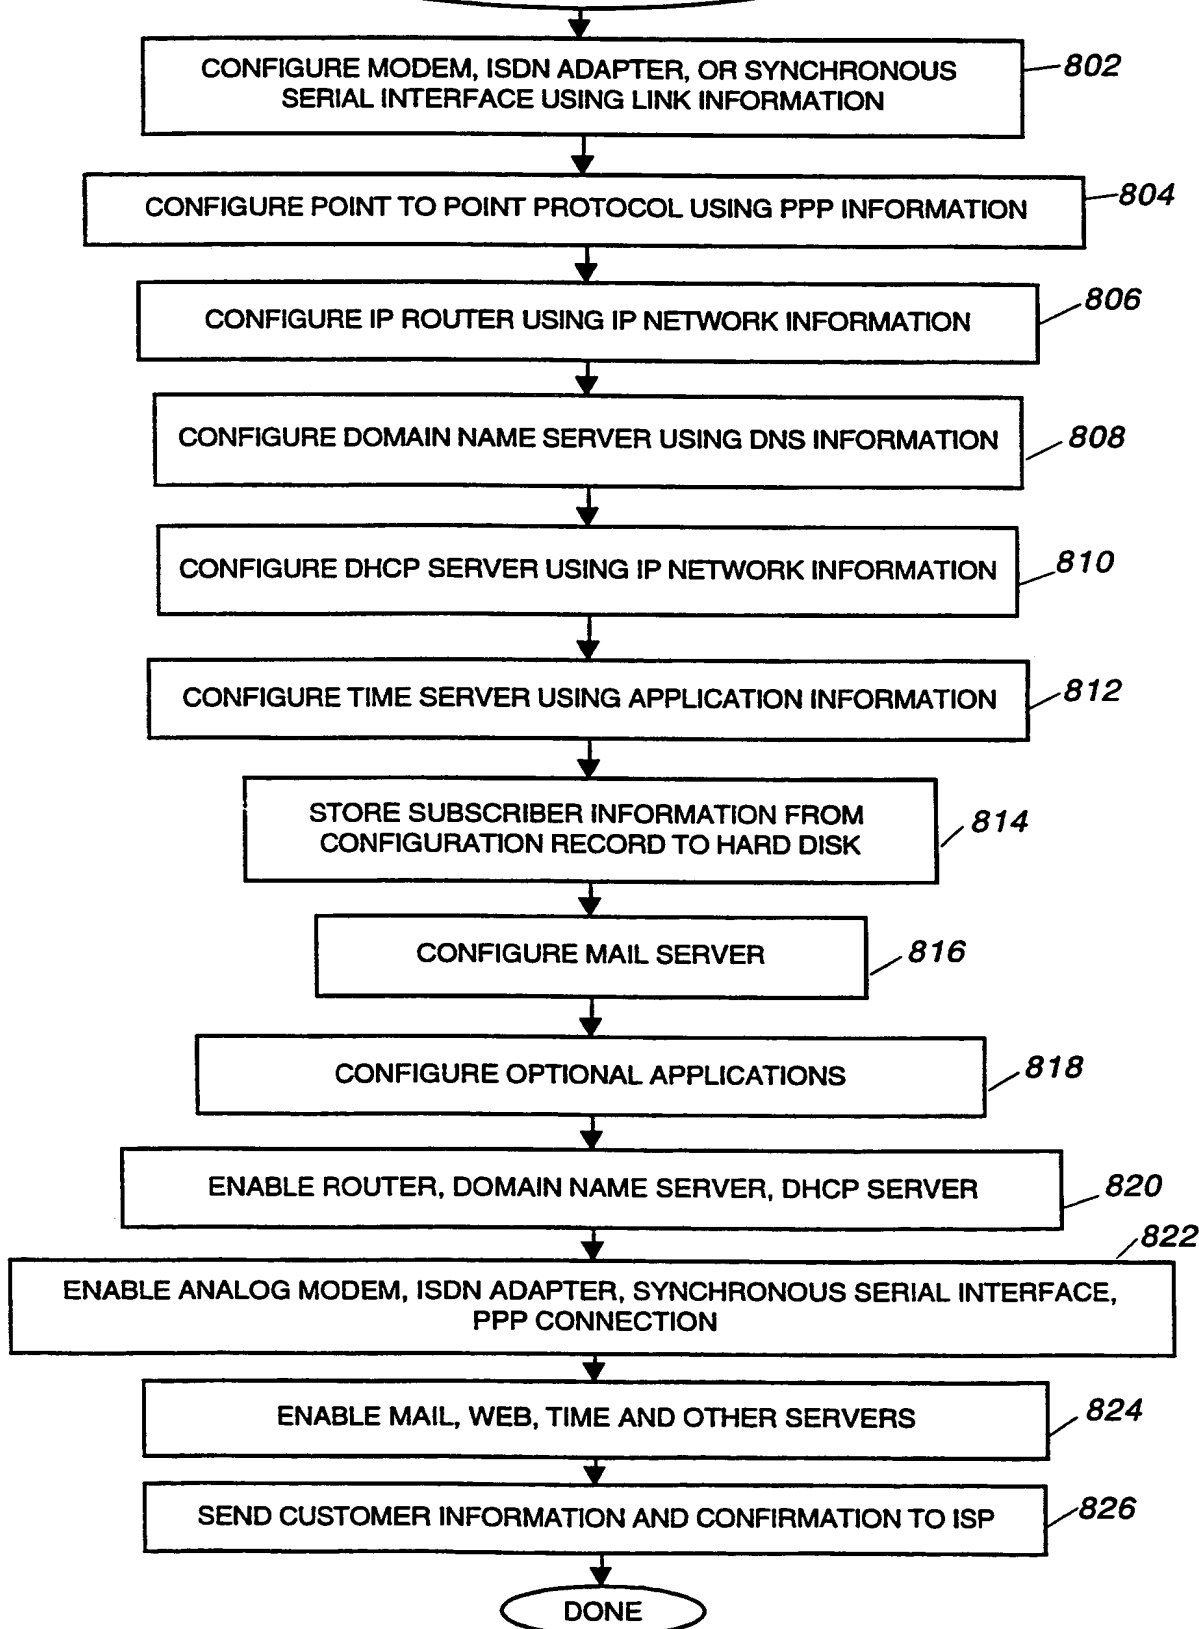 CONFIGURE MODEM, ISDN ADAPTER, OR SYNCHRONOUS
SERIAL INTERFACE USING LINK INFORMATION
802
CONFIGURE POINT TO POINT PROTOCOL USING PPP INFORMATION
804
CONFIGURE IP ROUTER USING IP NETWORK INFORMATION
806
CONFIGURE DOMAIN NAME SERVER USING DNS INFORMATION
808
CONFIGURE DHCP SERVER USING IP NETWORK INFORMATION
810
CONFIGURE TIME SERVER USING APPLICATION INFORMATION
812
STORE SUBSCRIBER INFORMATION FROM
CONFIGURATION RECORD TO HARD DISK
814
CONFIGURE MAIL SERVER
816
CONFIGURE OPTIONAL APPLICATIONS
818
ENABLE ROUTER, DOMAIN NAME SERVER, DHCP SERVER
820
822
ENABLE ANALOG MODEM, ISDN ADAPTER, SYNCHRONOUS SERIAL INTERFACE,
PPP CONNECTION
ENABLE MAIL, WEB, TIME AND OTHER SERVERS
824
SEND CUSTOMER INFORMATION AND CONFIRMATION TO ISP
826
DONE